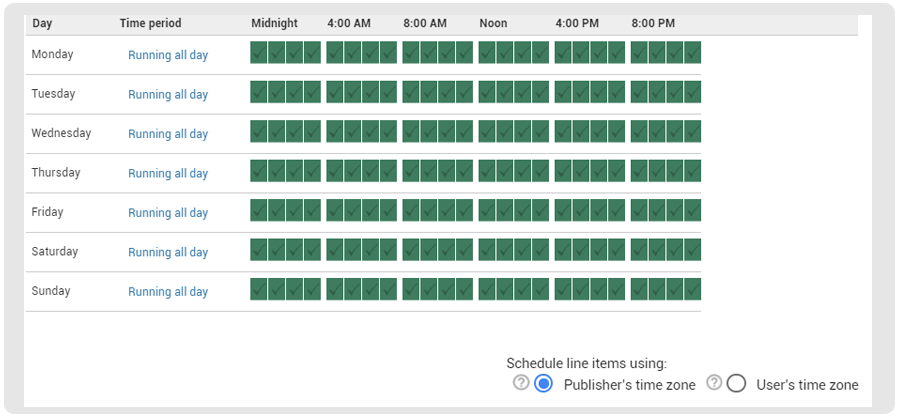 Day Time period Midnight 4:00 AM 8:00 AM Noon 4:00 PM 8:00 PM
Monday Running all day
Tuesday Running all day
Wednesday Running all day
Thursday Running all day
Friday Running all day
Saturday Running all day
Sunday Running all day
Schedule line items using:
? Publisher's time zone ? User's time zone